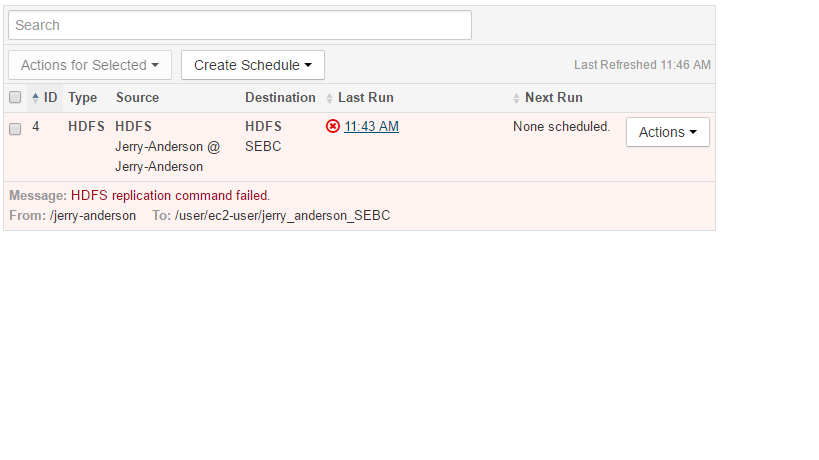 Search
Actions for Selected Create Schedule Last Refreshed 11:46 AM
ID Type Source Destination Last Run Next Run
4 HDFS HDFS HDFS 11:43 AM None scheduled. Actions
Jerry-Anderson @ SEBC
Jerry-Anderson
Message: HDFS replication command failed.
From: /jerry-anderson To: /user/ec2-user/jerry_anderson_SEBC